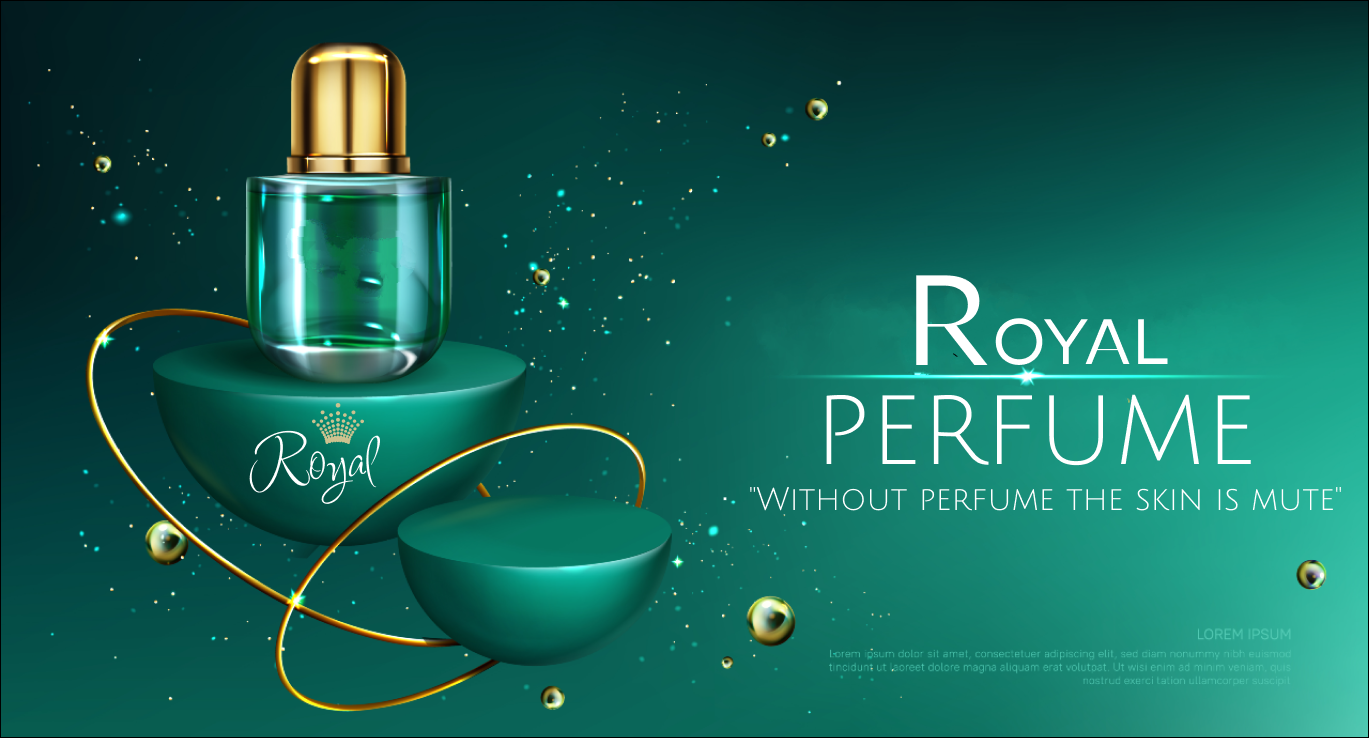 Royal
ROYAL
PERFUME
"WITHOUT PERFUME THE SKIN IS MUTE"
LOREM IPSUM
Lorem ipsum dolor sit amet, consectetuer adipiscing elit, sed diam nonummy nibh euismod
tincidunt ut laoreet dolore magna aliquam erat volutpat. Ut wisi enim ad minim veniam, quis
nostrud exerci tation ullamcorper suscipit